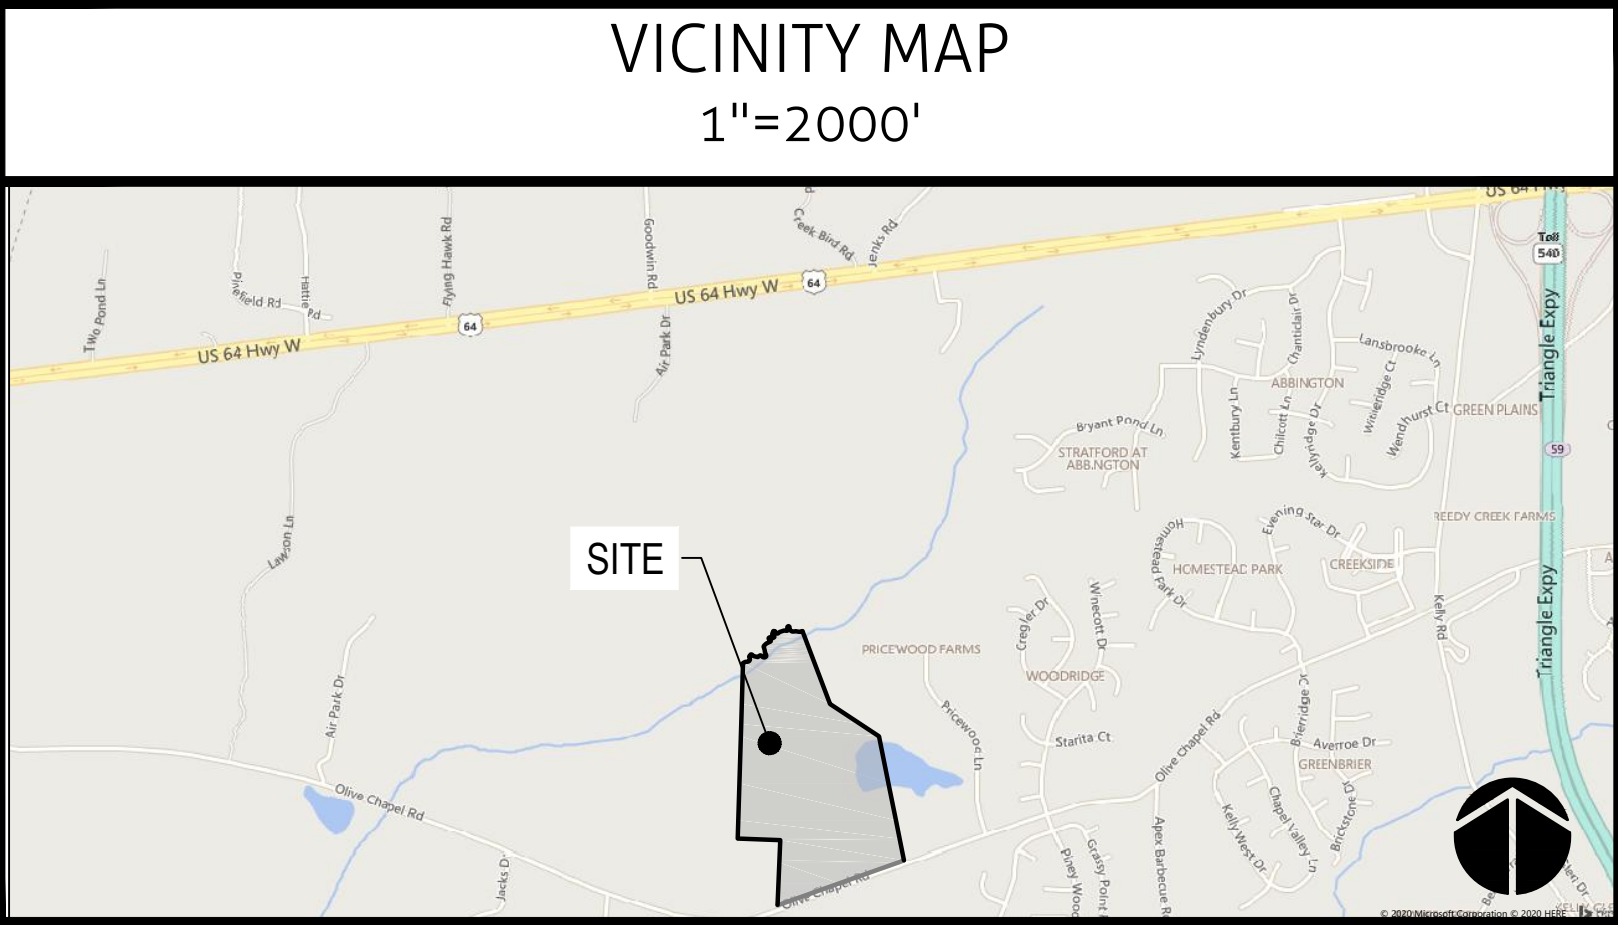 VICINITY MAP
1"=2000'
US 64 Hwy
Creek Bird Rd
Jenks Rd
Goodwin Rd
Flying Hawk Rd
Hattie Rd
Pinefield Rd
Two Pond Ln
Toll
540
US 64 Hwy W
64
64
US 64 Hwy W
Air Park Dr
Triangle Expy
Lyndenbury Dr
Chanticlair Dr
Lansbrooke Ln
ABBINGTON
Witheridge Ct
Kentbury Ln
Chilcott Ln
Kellyridge Dr
Wendhurst Ct
GREEN PLAINS
Bryant Pond Ln
STRATFORD AT
ABBINGTON
59
Lawson Ln
SITE
Homestead Park Dr
Evening Star Dr
REEDY CREEK FARMS
HOMESTEAD PARK
CREEKSIDE
Triangle Expy
Kelly Rd
Cregler Dr
Winecott Dr
PRICEWOOD FARMS
WOODRIDGE
Air Park Dr
Pricewood Ln
Starita Ct
Olive Chapel Rd
Brierridge Dr
Averroe Dr
GREENBRIER
Olive Chapel Rd
Kelly West Dr
Chapel Valley Ln
Brickstone Dr
Apex Barbecue R
Grassy Point
Piney Wood
Jacks D
Olive Chapel Rd
© 2020 Microsoft Corporation © 2020 HERE